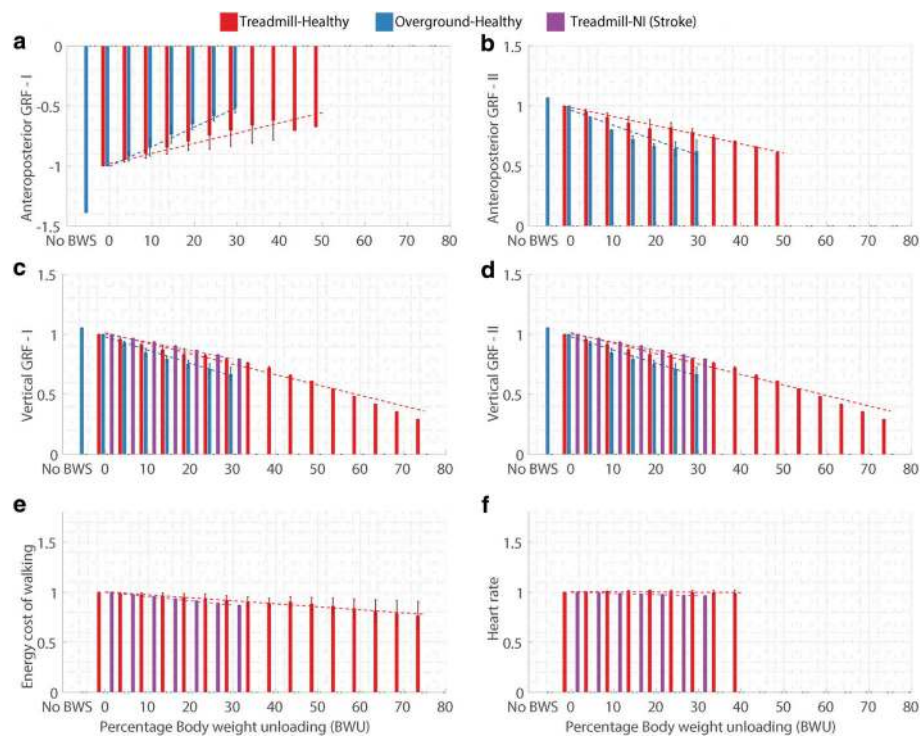 Treadmill-Healthy Overground-Healthy Treadmill-NI (Stroke)
a
0
-0.5
-1
-1.5
Anteroposterior GRF - I
No BWS 0 10 20 30 40 50 60 70 80
b
1.5
1
0.5
0
Anteroposterior GRF - II
No BWS 0 10 20 30 40 50 60 70 80
c
1.5
1
0.5
0
Vertical GRF - I
No BWS 0 10 20 30 40 50 60 70 80
d
1.5
1
0.5
0
Vertical GRF - II
No BWS 0 10 20 30 40 50 60 70 80
e
1.5
1
0.5
0
Energy cost of walking
No BWS 0 10 20 30 40 50 60 70 80
Percentage Body weight unloading (BWU)
f
1.5
1
0.5
0
Heart rate
No BWS 0 10 20 30 40 50 60 70 80
Percentage Body weight unloading (BWU)